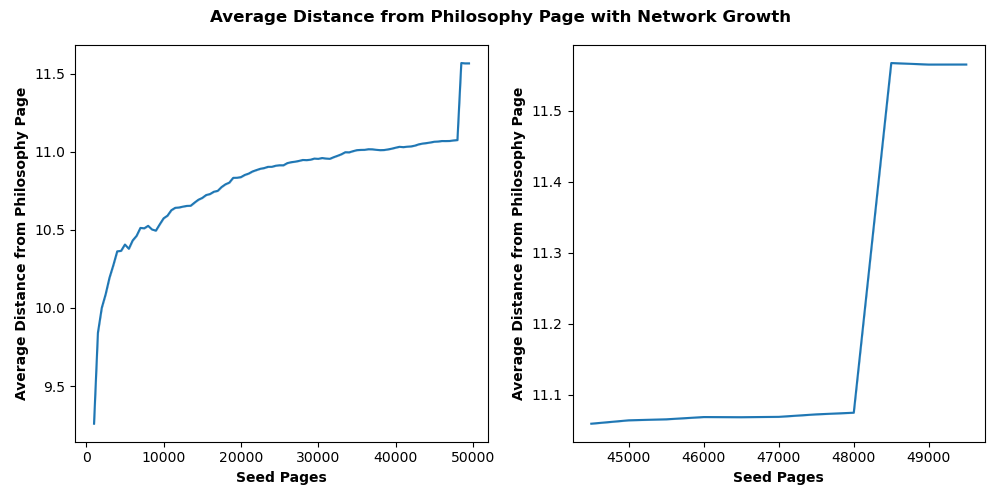 Average Distance from Philosophy Page with Network Growth
Average Distance from Philosophy Page
11.5
11.0
10.5
10.0
9.5
0 10000 20000 30000 40000 50000
Seed Pages
Average Distance from Philosophy Page
11.5
11.4
11.3
11.2
11.1
45000 46000 47000 48000 49000
Seed Pages